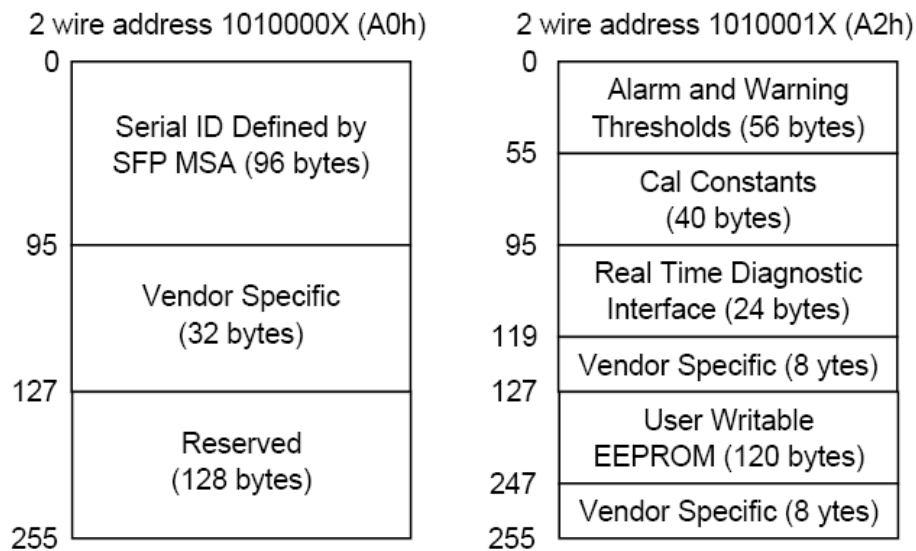 2 wire address 1010000X (A0h)
0
Serial ID Defined by
SFP MSA (96 bytes)
95
Vendor Specific
(32 bytes)
127
Reserved
(128 bytes)
255
2 wire address 1010001X (A2h)
0
Alarm and Warning
Thresholds (56 bytes)
55
Cal Constants
(40 bytes)
95
Real Time Diagnostic
Interface (24 bytes)
119
Vendor Specific (8 ytes)
127
User Writable
EEPROM (120 bytes)
247
Vendor Specific (8 ytes)
255